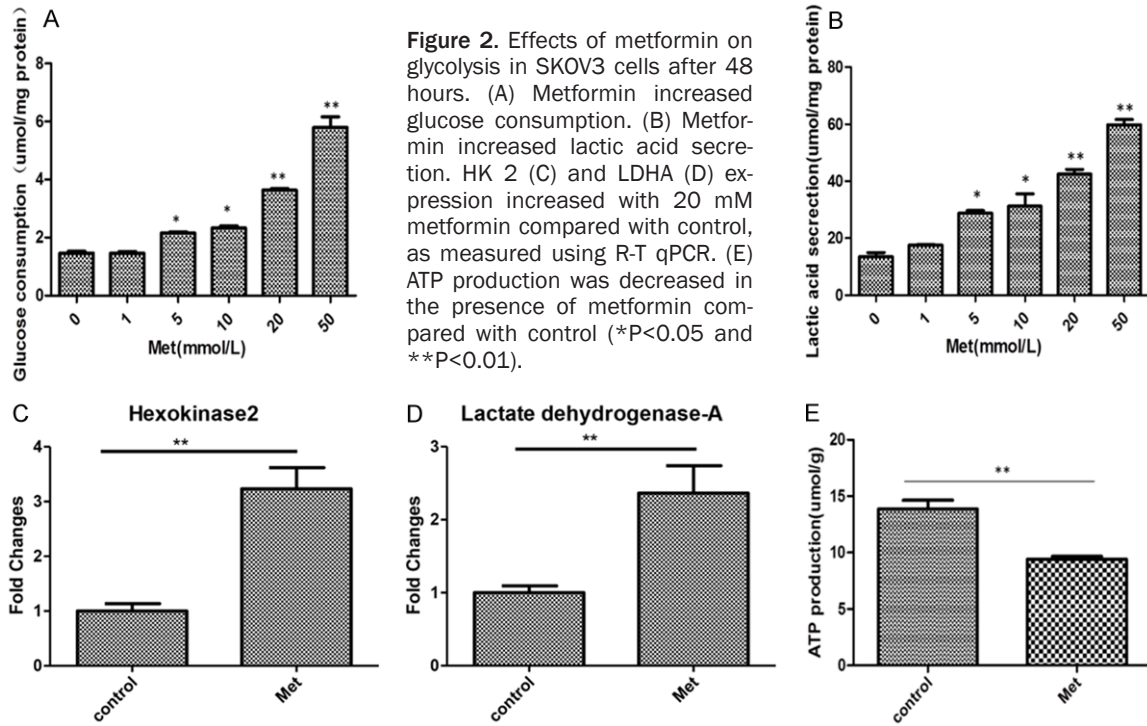 A
Glucose consumption (umol/mg protein)
8
6
4
2
0
*
*
**
**
0
1
5
10
20
50
Met(mmol/L)
Figure 2. Effects of metformin on
glycolysis in SKOV3 cells after 48
hours. (A) Metformin increased
glucose consumption. (B) Metfor-
min increased lactic acid secre-
tion. HK 2 (C) and LDHA (D) ex-
pression increased with 20 mM
metformin compared with control,
as measured using R-T qPCR. (E)
ATP production was decreased in
the presence of metformin com-
pared with control (*P<0.05 and
**P<0.01).
B
Lactic acid secrection(umol/mg protein)
80
60
40
20
0
*
*
**
**
0
1
5
10
20
50
Met(mmol/L)
C
Hexokinase2
Fold Changes
4
3
2
1
0
**
control
Met
D
Lactate dehydrogenase-A
Fold Changes
3
2
1
0
**
control
Met
E
ATP production(umol/g)
20
15
10
5
0
**
control
Met